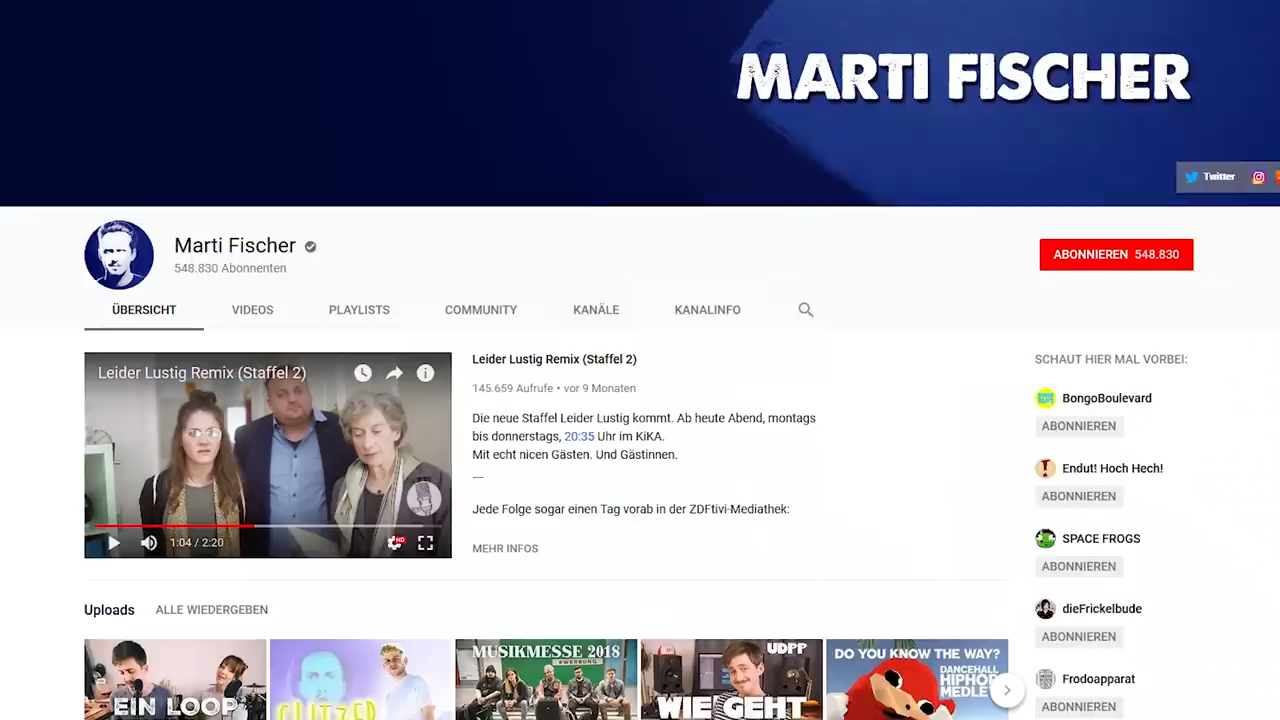 MARTI FISCHER
Twitter
Marti Fischer
548.830 Abonnenten
ABONNIEREN 548.830
ÜBERSICHT VIDEOS PLAYLISTS COMMUNITY KANÄLE KANALINFO
Leider Lustig Remix (Staffel 2)
1:04 / 2:20
HD
Leider Lustig Remix (Staffel 2)
145.659 Aufrufe • vor 9 Monaten
Die neue Staffel Leider Lustig kommt. Ab heute Abend, montags
bis donnerstags, 20:35 Uhr im KiKA.
Mit echt nicen Gästen. Und Gästinnen.
—
Jede Folge sogar einen Tag vorab in der ZDFtivi-Mediathek:
MEHR INFOS
SCHAUT HIER MAL VORBEI:
BongoBoulevard
ABONNIEREN
Endut! Hoch Hech!
ABONNIEREN
SPACE FROGS
ABONNIEREN
dieFrickelbude
ABONNIEREN
Frodoapparat
ABONNIEREN
Uploads ALLE WIEDERGEBEN
EIN LOOP
GLITZER
MUSIKMESSE 2018
#WERBUNG
UDPP
WIE GEHT
DO YOU KNOW THE WAY?
DANCEHALL
HIPHOP
MEDLEY